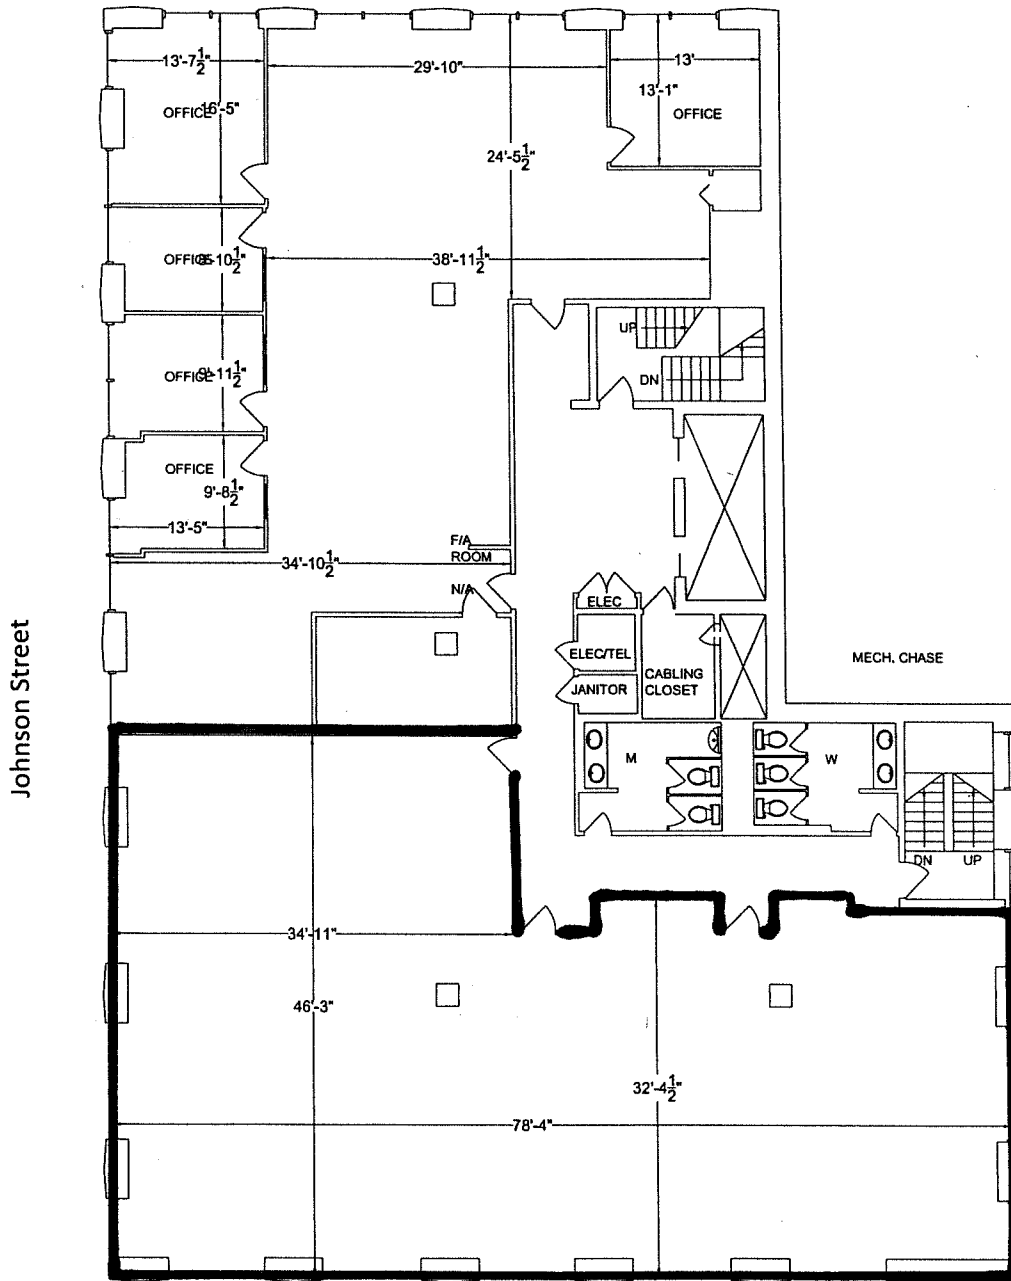 13'-7 1/2"
29'-10"
13'
16'-5"
OFFICE
13'-1"
OFFICE
24'-5 1/2"
OFFICE
38'-11 1/2"
UP
DN
OFFICE
9'-11 1/2"
OFFICE
9'-8 1/2"
13'-5"
F/A
ROOM
34'-10 1/2"
N/A
ELEC
ELEC/TEL
CABLING
CLOSET
JANITOR
MECH. CHASE
Johnson Street
M
W
DN
UP
34'-11"
46'-3"
32'-4 1/2"
78'-4"